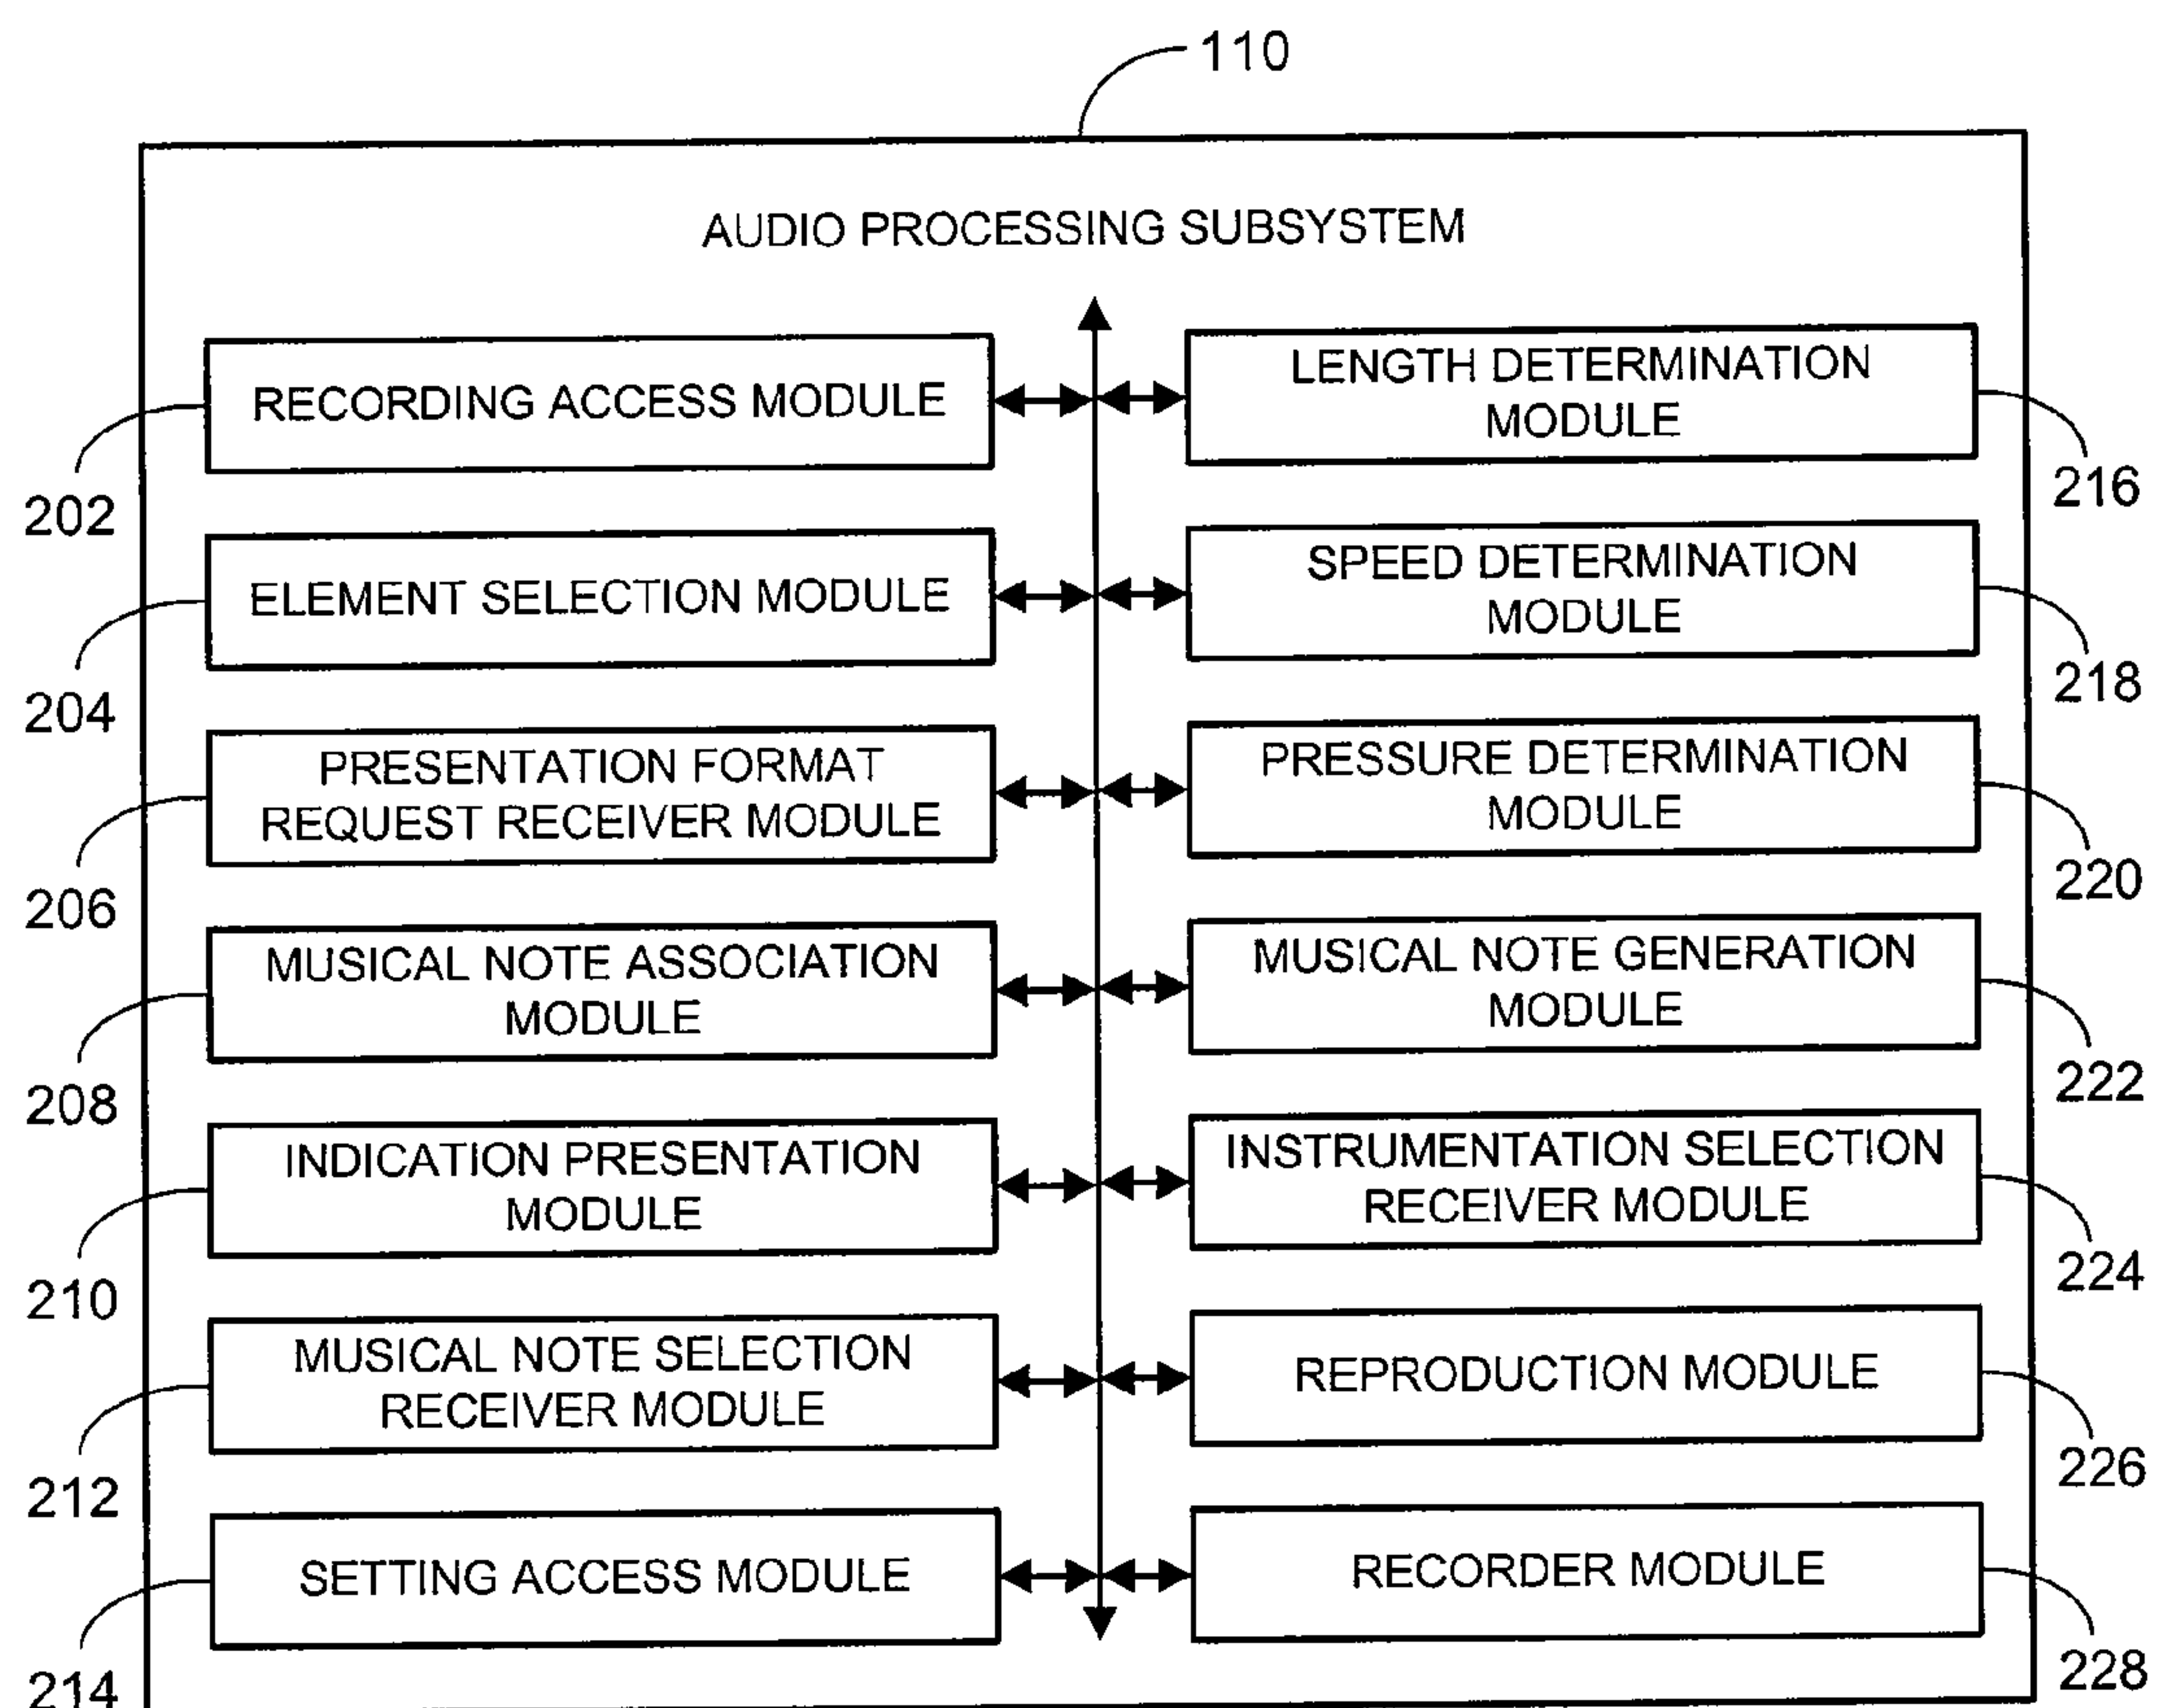 110
AUDIO PROCESSING SUBSYSTEM
RECORDING ACCESS MODULE
202
ELEMENT SELECTION MODULE
204
PRESENTATION FORMAT
REQUEST RECEIVER MODULE
206
MUSICAL NOTE ASSOCIATION
MODULE
208
INDICATION PRESENTATION
MODULE
210
MUSICAL NOTE SELECTION
RECEIVER MODULE
212
SETTING ACCESS MODULE
214
LENGTH DETERMINATION
MODULE
216
SPEED DETERMINATION
MODULE
218
PRESSURE DETERMINATION
MODULE
220
MUSICAL NOTE GENERATION
MODULE
222
INSTRUMENTATION SELECTION
RECEIVER MODULE
224
REPRODUCTION MODULE
226
RECORDER MODULE
228